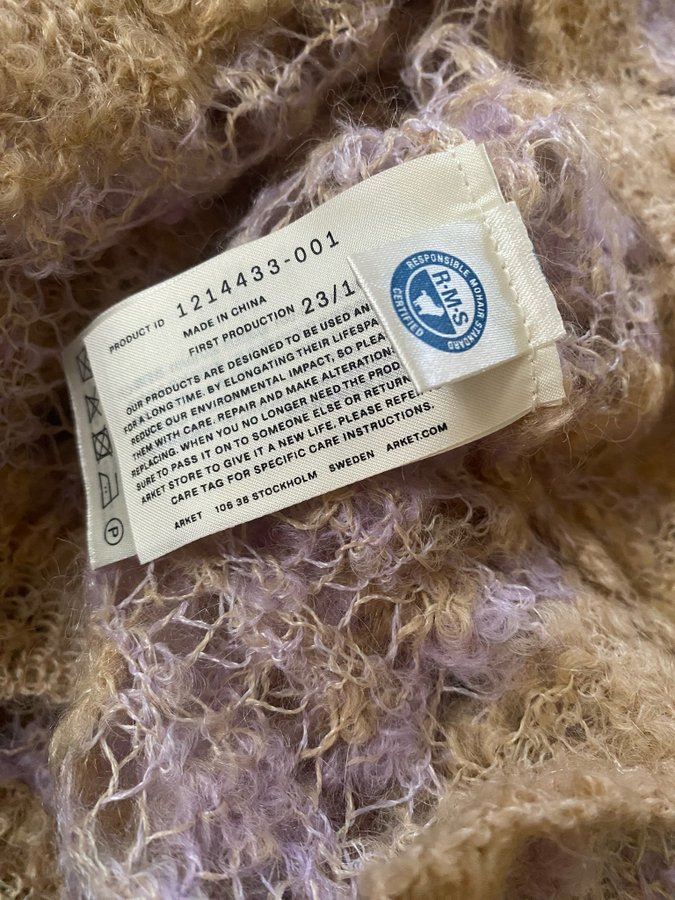 PRODUCT ID 1214433-001
MADE IN CHINA
FIRST PRODUCTION 23/1
OUR PRODUCTS ARE DESIGNED TO BE USED AN
FOR A LONG TIME. BY ELONGATING THEIR LIFESPA
REDUCE OUR ENVIRONMENTAL IMPACT, SO PLEA
THEM WITH CARE. REPAIR AND MAKE ALTERATION
REPLACING. WHEN YOU NO LONGER NEED THE PROD
SURE TO PASS IT ON TO SOMEONE ELSE OR RETURN
ARKET STORE TO GIVE IT A NEW LIFE. PLEASE REFER
CARE TAG FOR SPECIFIC CARE INSTRUCTIONS.
ARKET 106 38 STOCKHOLM SWEDEN ARKET.COM
RESPONSIBLE MOHAIR STANDARD
R·M·S
CERTIFIED
P